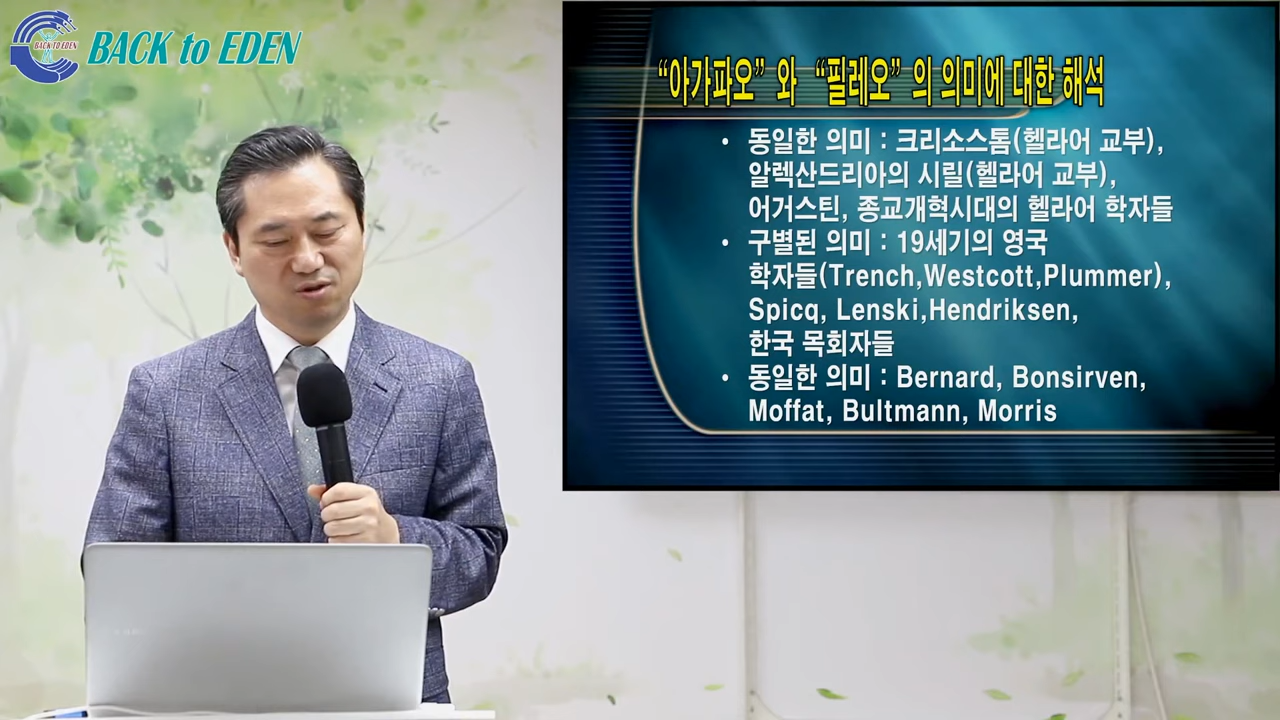 BACK TO EDEN
BACK to EDEN
“아가파오” 와 “필레오” 의 의미에 대한 해석
• 동일한 의미 : 크리소스톰(헬라어 교부),
알렉산드리아의 시릴(헬라어 교부),
어거스틴, 종교개혁시대의 헬라어 학자들
• 구별된 의미 : 19세기의 영국
학자들(Trench,Westcott,Plummer),
Spicq, Lenski,Hendriksen,
한국 목회자들
• 동일한 의미 : Bernard, Bonsirven,
Moffat, Bultmann, Morris